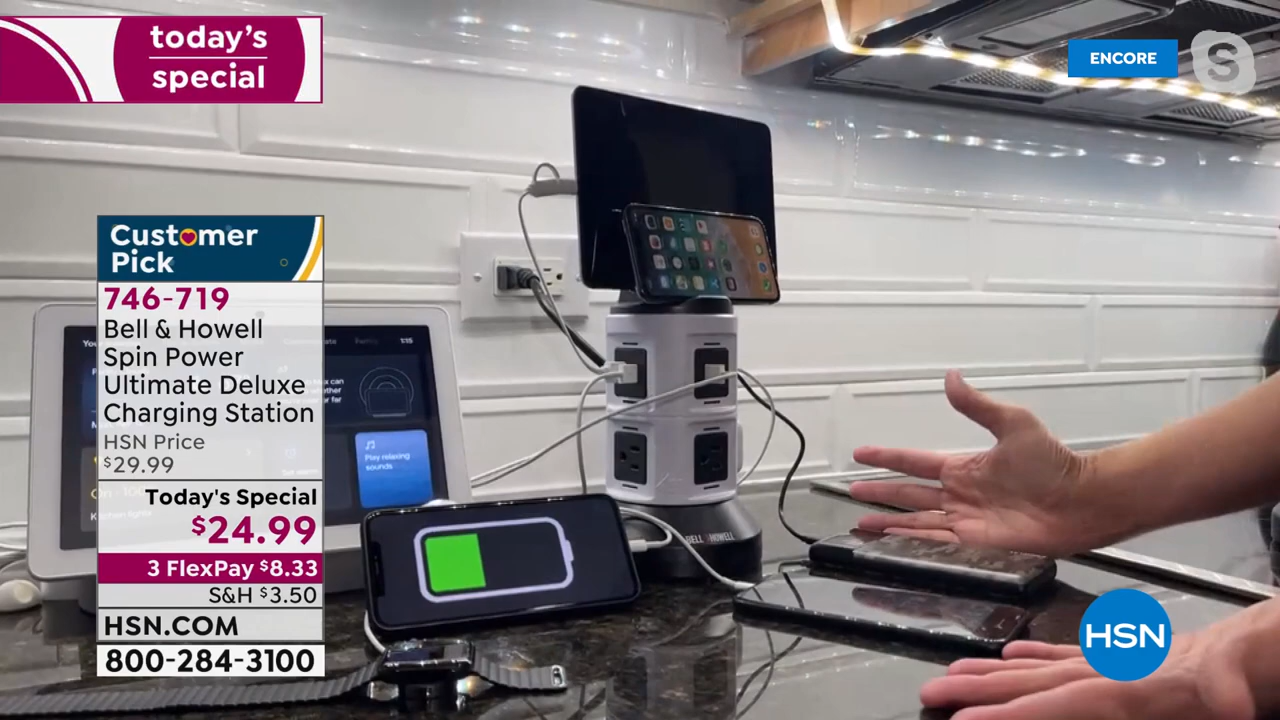 today's
special
ENCORE
S
Customer
Pick
746-719
Bell & Howell
Spin Power
Ultimate Deluxe
Charging Station
HSN Price
$29.99
Today's Special
$24.99
3 FlexPay $8.33
S&H $3.50
HSN.COM
800-284-3100
1:15
Play relaxing
sounds
BELL HOWELL
HSN